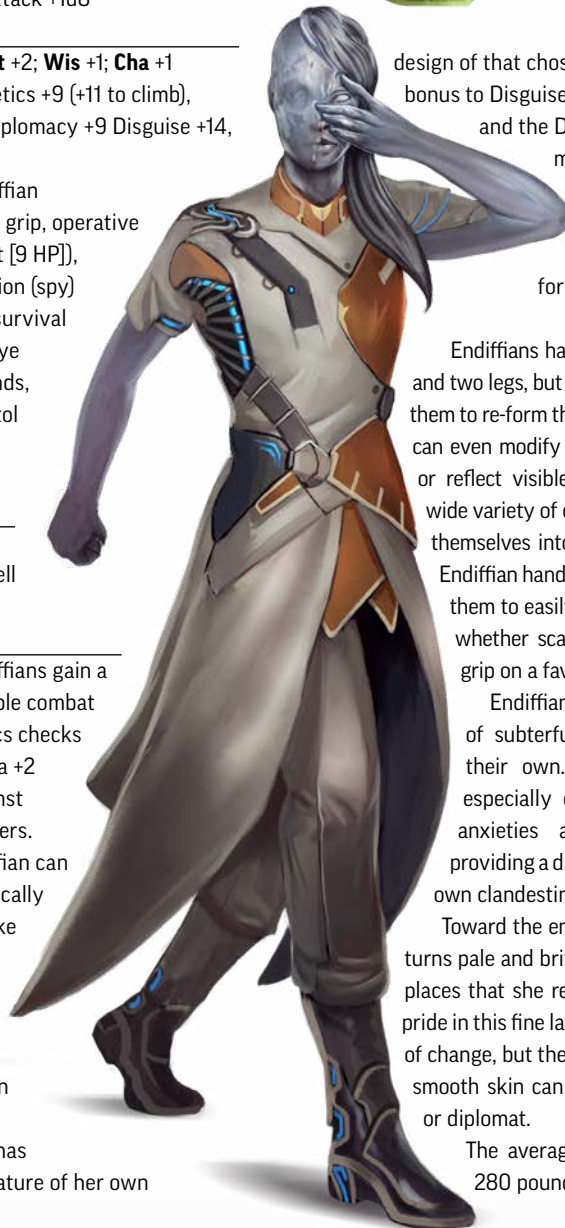 ttack +1d8
t +2; Wis +1; Cha +1
etics +9 (+11 to climb),
plomacy +9 Disguise +14,
ffian
grip, operative
t [9 HP]),
ion (spy)
survival
ye
nds,
tol
ell
ffians gain a
ple combat
cs checks
a +2
nst
ers.
fian can
cally
ke
n
has
ature of her own
design of that chos
bonus to Disguise
and the D
m
for
Endiffians ha
and two legs, but
them to re-form th
can even modify
or reflect visible
wide variety of
themselves into
Endiffian hand
them to easil
whether sca
grip on a fav
Endiffian
of subterfu
their own.
especially
anxieties a
providing a d
own clandestin
Toward the en
turns pale and brit
places that she re
pride in this fine la
of change, but the
smooth skin can
or diplomat.
The averag
280 pound